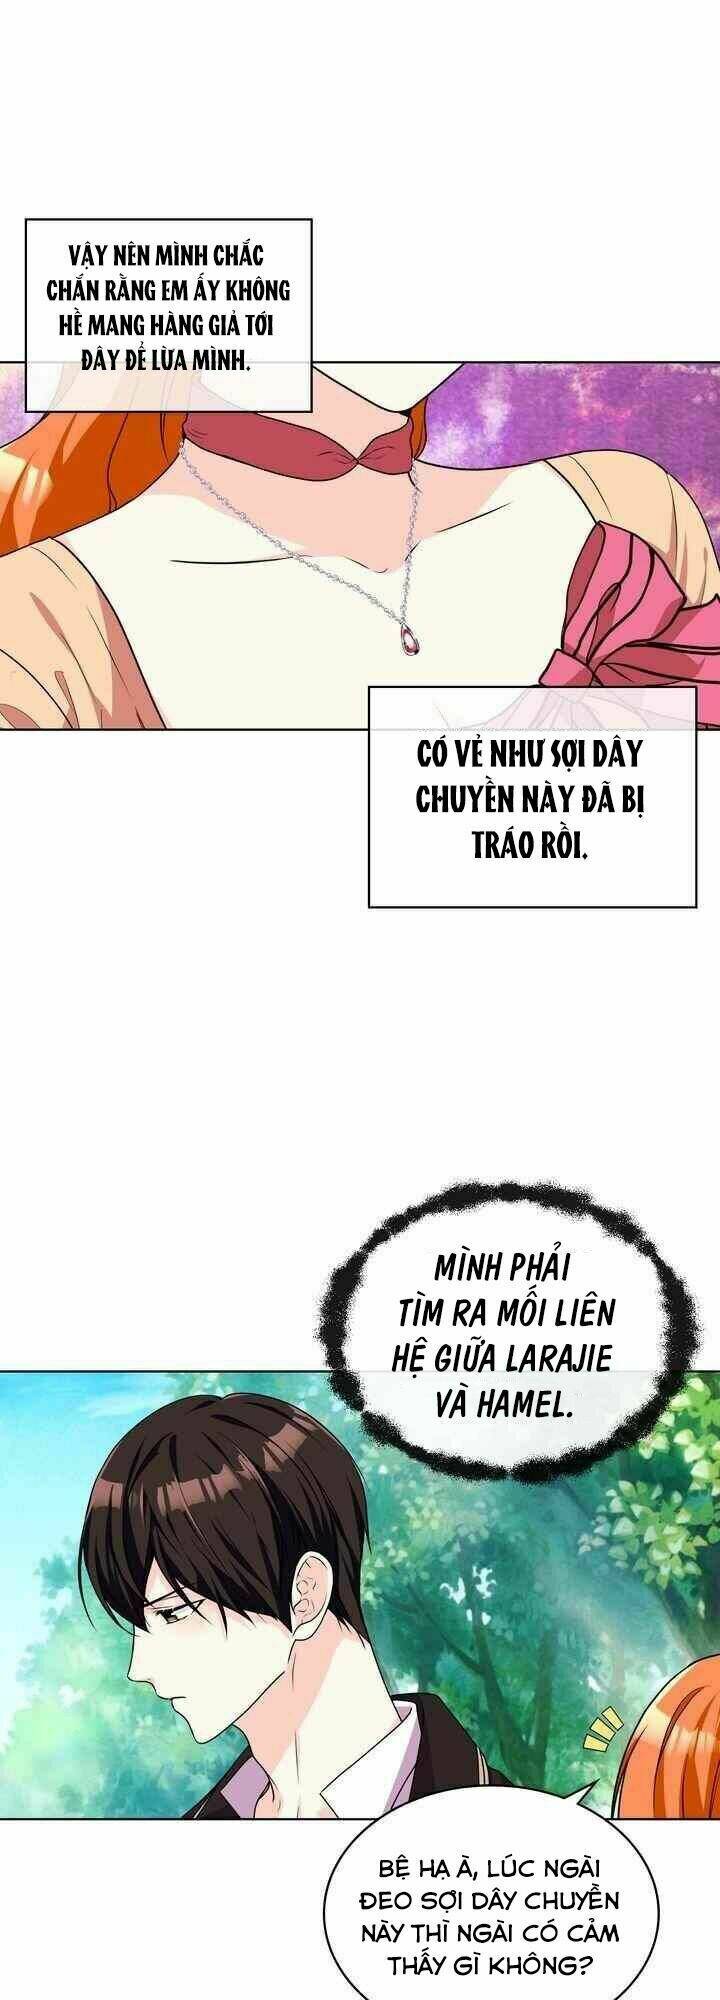 VẬY NÊN MÌNH CHẮC
CHẮN RẰNG EM ẤY KHÔNG
HỀ MANG HÀNG GIẢ TỚI
ĐÂY ĐỂ LỪA MÌNH.
CÓ VẺ NHƯ SỢI DÂY
CHUYỀN NÀY ĐÃ BỊ
TRÁO RỒI.
MÌNH PHẢI
TÌM RA MỐI LIÊN
HỆ GIỮA LARAJIE
VÀ HAMEL.
BỆ HẠ À, LÚC NGÀI
ĐEO SỢI DÂY CHUYỀN
NÀY THÌ NGÀI CÓ CẢM
THẤY GÌ KHÔNG?